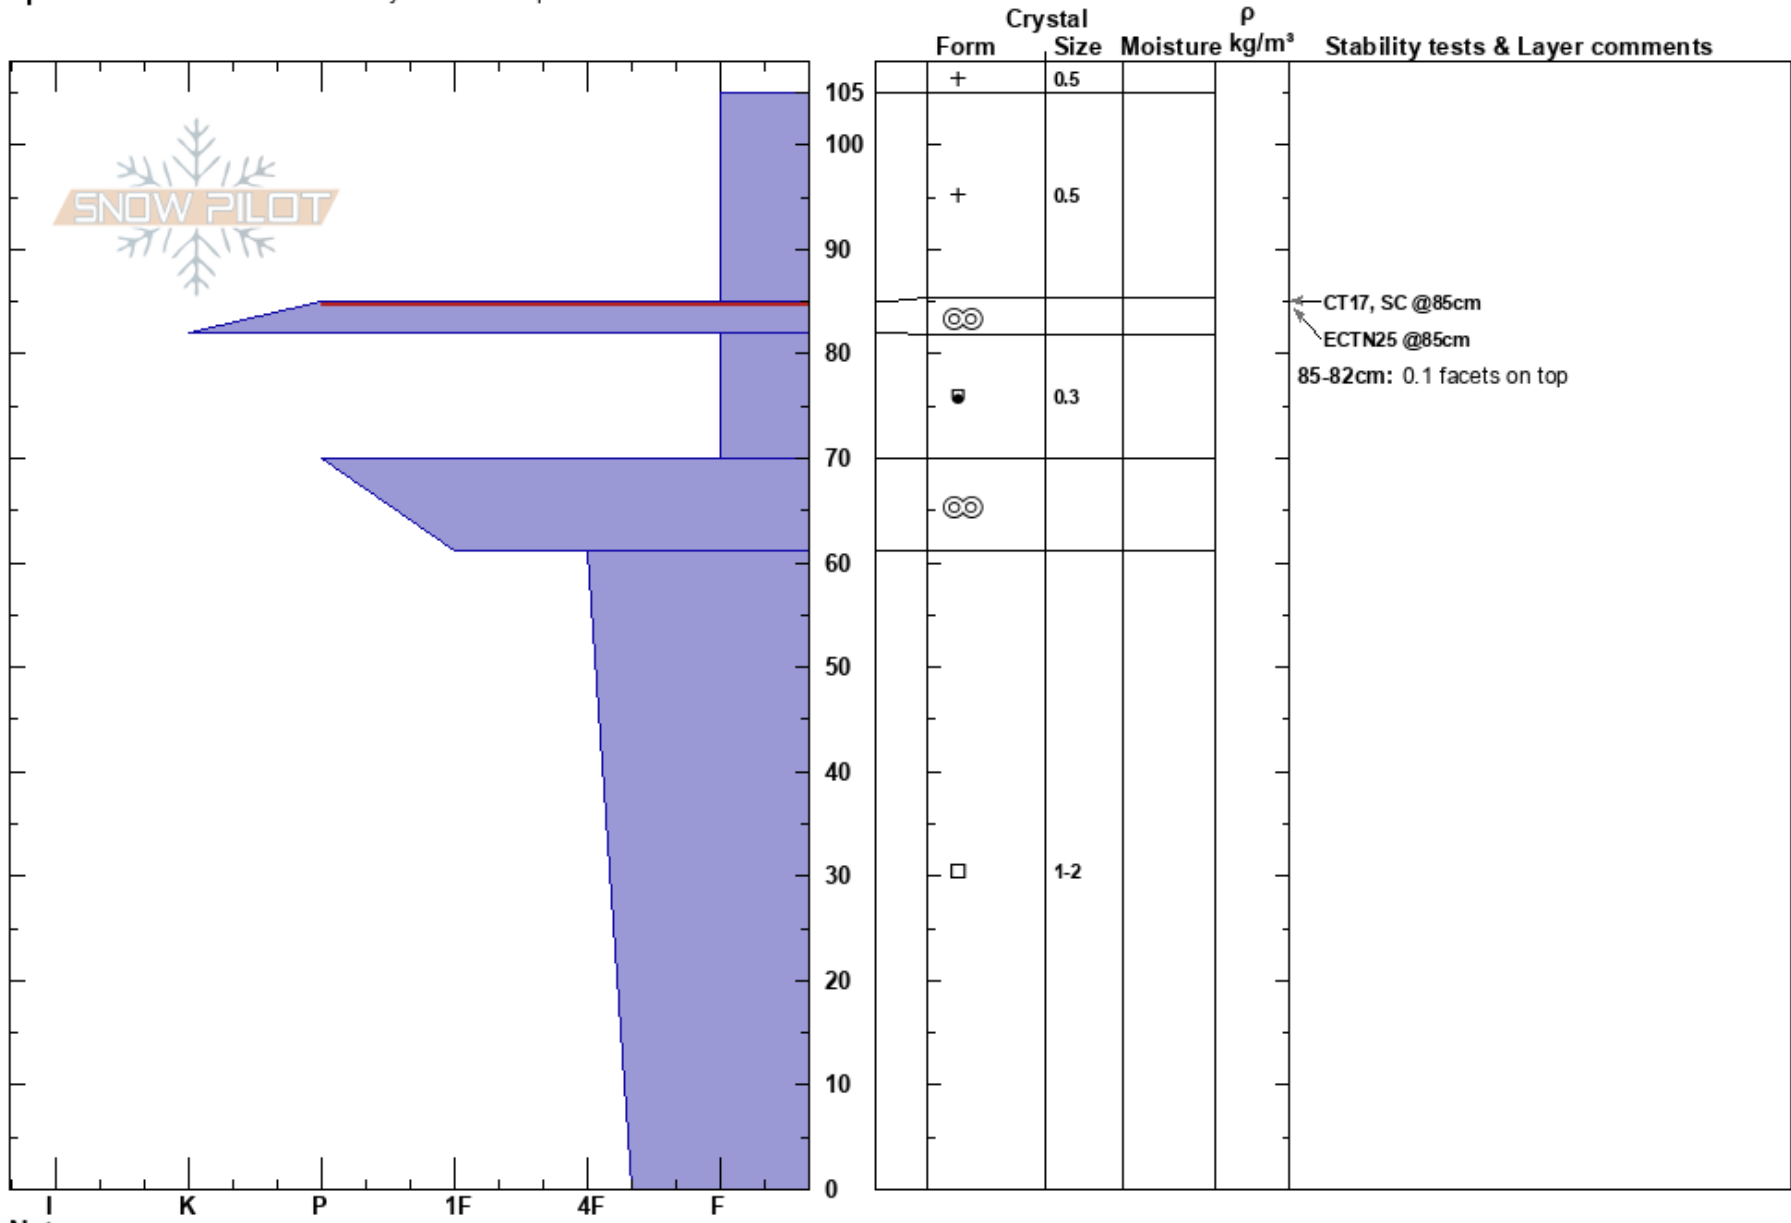 Crystal
ρ
Form Size Moisture kg/m³ Stability tests & Layer comments
+ 0.5
105
100
SNOW PILOT
+ 0.5
90
CT17, SC @85cm
ECTN25 @85cm
80
85-82cm: 0.1 facets on top
0.3
70
60
50
40
30
1-2
20
10
0
I K P 1F 4F F